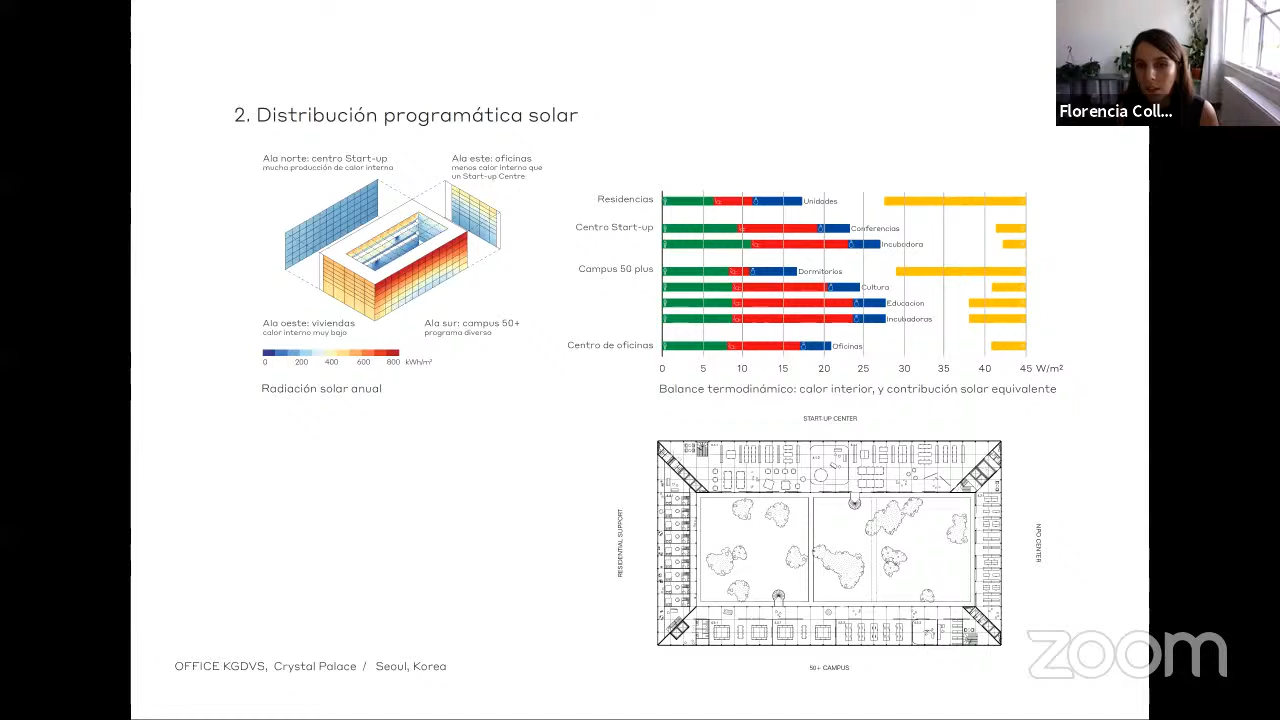 Florencia Coll...
2. Distribución programática solar
Ala norte: centro Start-up
mucha producción de calor interno
Ala este: oficinas
menos calor interno que
un Start-up Centre
Ala oeste: viviendas
calor interno muy bajo
Ala sur: campus 50+
programa diverso
0 200 400 600 800 kWh/m²
Radiación solar anual
Residencias
Unidades
Centro Start-up
Conferencias
Incubadora
Campus 50 plus
Dormitorios
Cultura
Educacion
Incubadoras
Centro de oficinas
Oficinas
0 5 10 15 20 25 30 35 40 45 W/m²
Balance termodinámico: calor interior, y contribución solar equivalente
START-UP CENTER
RESIDENTIAL SUPPORT
NPO CENTER
50+ CAMPUS
OFFICE KGDVS, Crystal Palace / Seoul, Korea
zoom